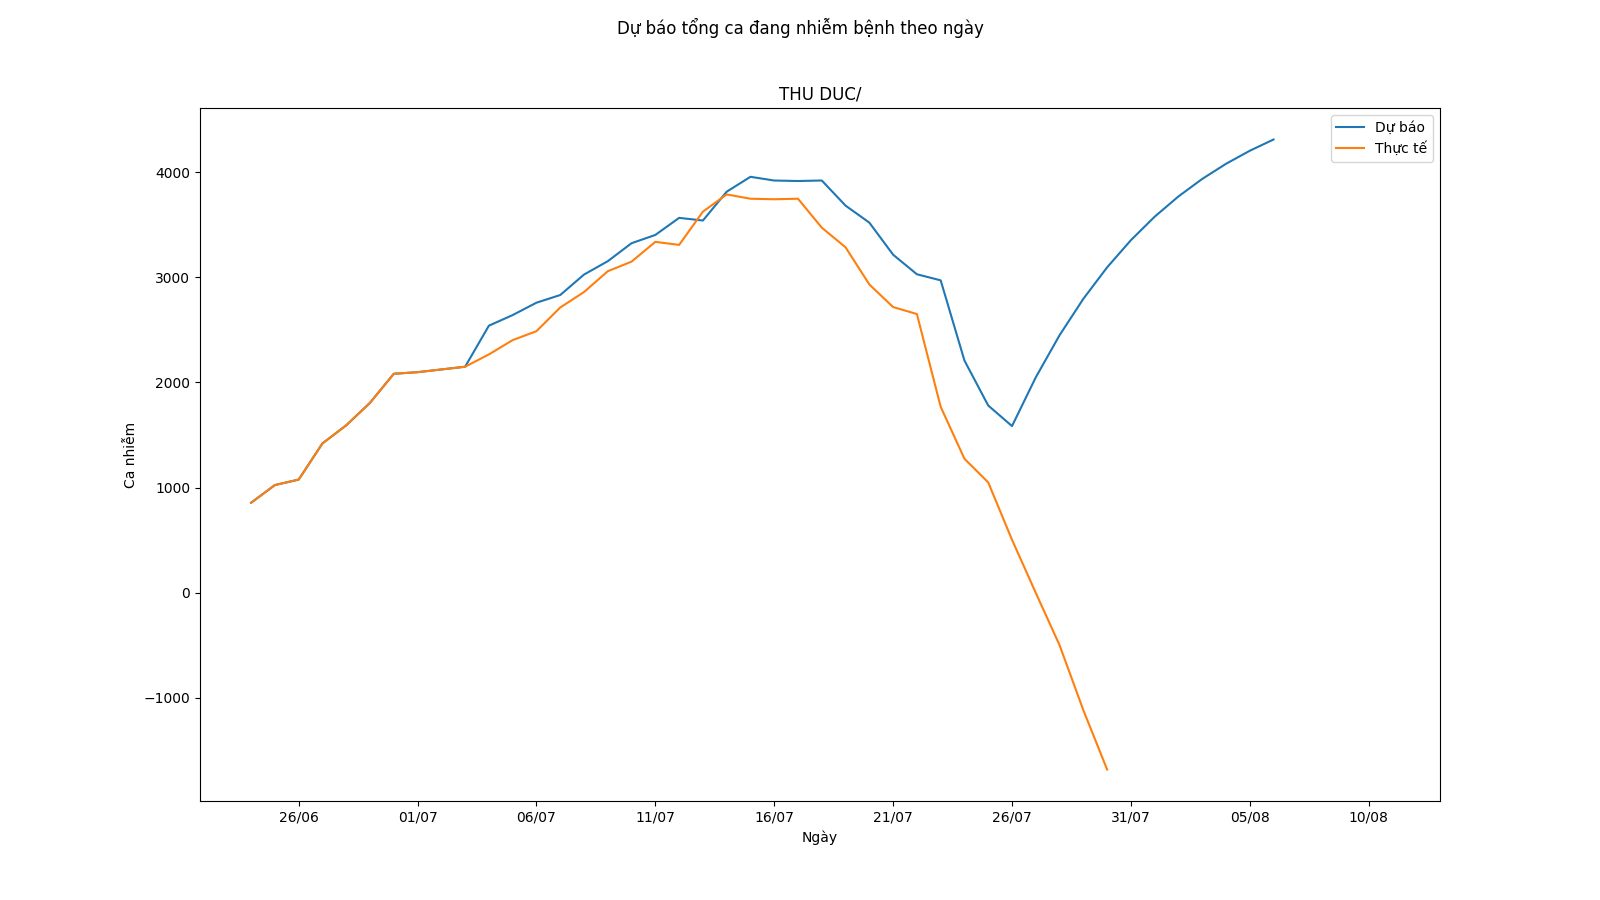 Dự báo tổng ca đang nhiễm bệnh theo ngày
THU DUC/
Dự báo
Thực tế
4000
3000
2000
1000
0
−1000
Ca nhiễm
26/06 01/07 06/07 11/07 16/07 21/07 26/07 31/07 05/08 10/08
Ngày